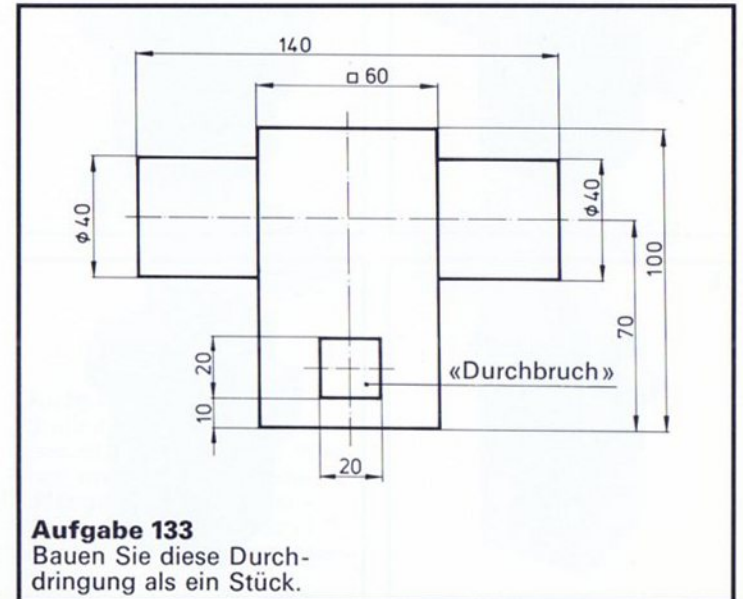 140
□ 60
ϕ40
ϕ40
100
70
20
«Durchbruch»
10
20
Aufgabe 133
Bauen Sie diese Durch-
dringung als ein Stück.